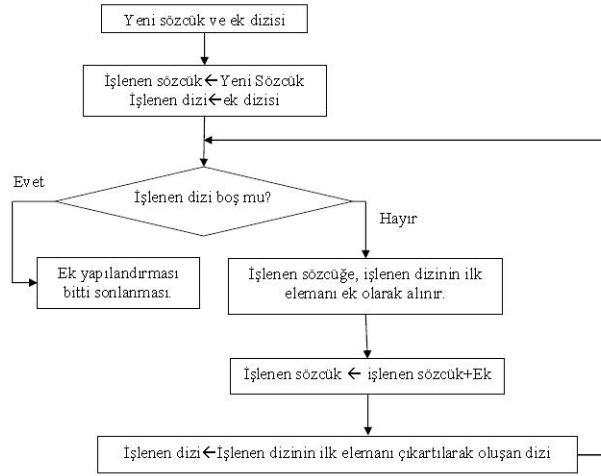 Yeni sözcük ve ek dizisi
İşlenen sözcük←Yeni Sözcük
İşlenen dizi←ek dizisi
Evet
İşlenen dizi boş mu?
Hayır
Ek yapılandırması
bitti sonlanması.
İşlenen sözcüğe, işlenen dizinin ilk
elemanı ek olarak alınır.
İşlenen sözcük ← işlenen sözcük+Ek
İşlenen dizi←İşlenen dizinin ilk elemanı çıkartılarak oluşan dizi